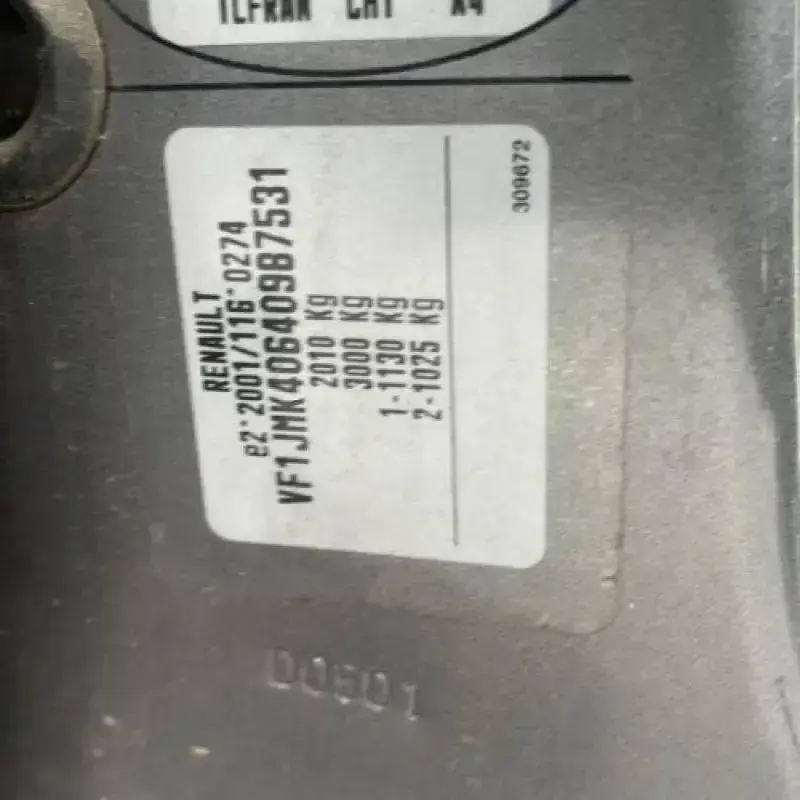 RENAULT
e2*2001/116*0274
VF1JMK40640987531
2010 Kg
3000 Kg
1-1130 Kg
2-1025 Kg
309672